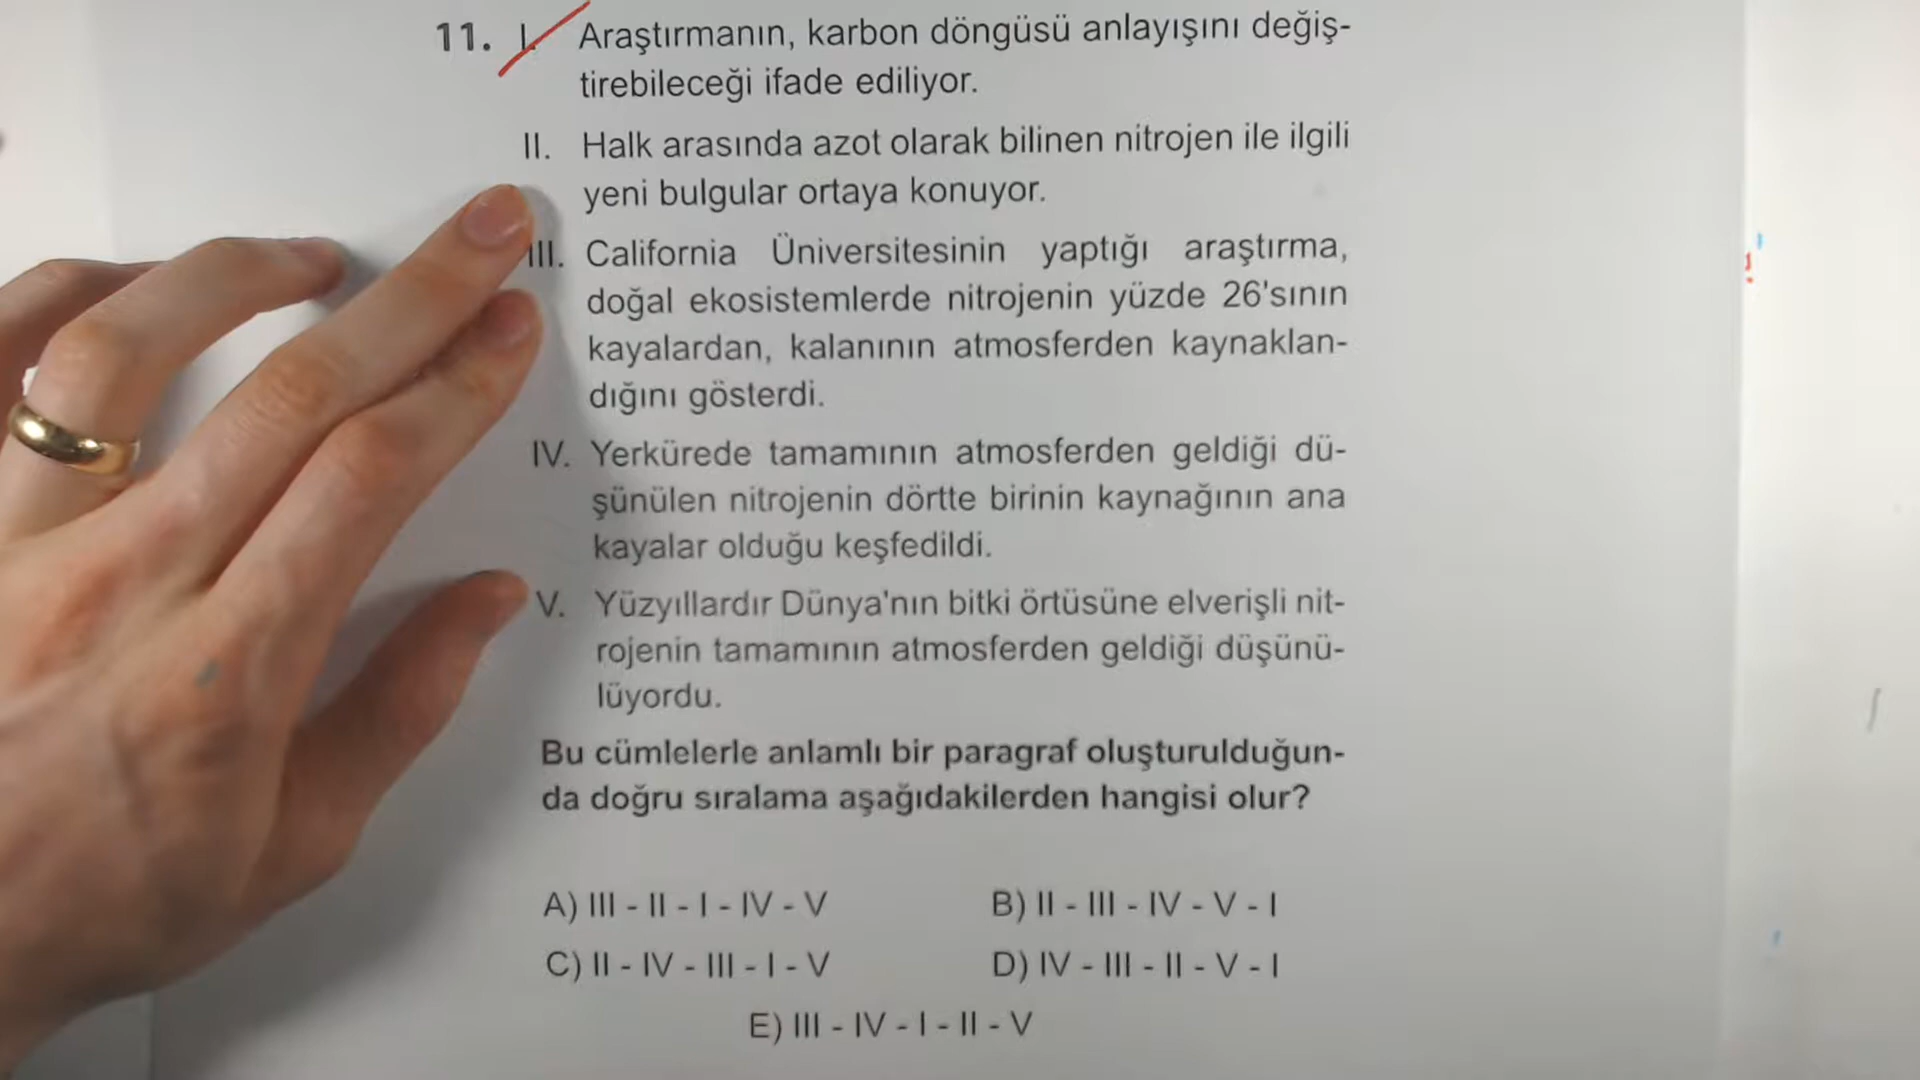 11. I. Araştırmanın, karbon döngüsü anlayışını değiş-
tirebileceği ifade ediliyor.
II. Halk arasında azot olarak bilinen nitrojen ile ilgili
yeni bulgular ortaya konuyor.
III. California Üniversitesinin yaptığı araştırma,
doğal ekosistemlerde nitrojenin yüzde 26'sının
kayalardan, kalanının atmosferden kaynaklan-
dığını gösterdi.
IV. Yerkürede tamamının atmosferden geldiği dü-
şünülen nitrojenin dörtte birinin kaynağının ana
kayalar olduğu keşfedildi.
V. Yüzyıllardır Dünya'nın bitki örtüsüne elverişli nit-
rojenin tamamının atmosferden geldiği düşünü-
lüyordu.
Bu cümlelerle anlamlı bir paragraf oluşturulduğun-
da doğru sıralama aşağıdakilerden hangisi olur?
A) III - II - I - IV - V B) II - III - IV - V - I
C) II - IV - III - I - V D) IV - III - II - V - I
E) III - IV - I - II - V